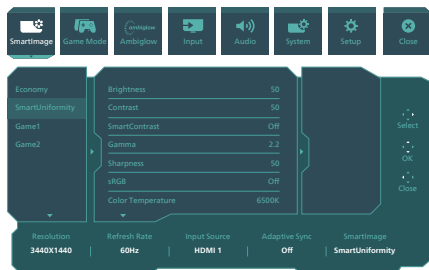 SmartImage
Game Mode
ambiglow
Ambiglow
Input
Audio
System
Setup
Close
Economy
SmartUniformity
Game1
Game2
Brightness 50
Contrast 50
SmartContrast Off
Gamma 2.2
Sharpness 50
sRGB Off
Color Temperature 6500K
Select
OK
Close
Resolution Refresh Rate Input Source Adaptive Sync SmartImage
3440X1440 60Hz HDMI 1 Off SmartUniformity